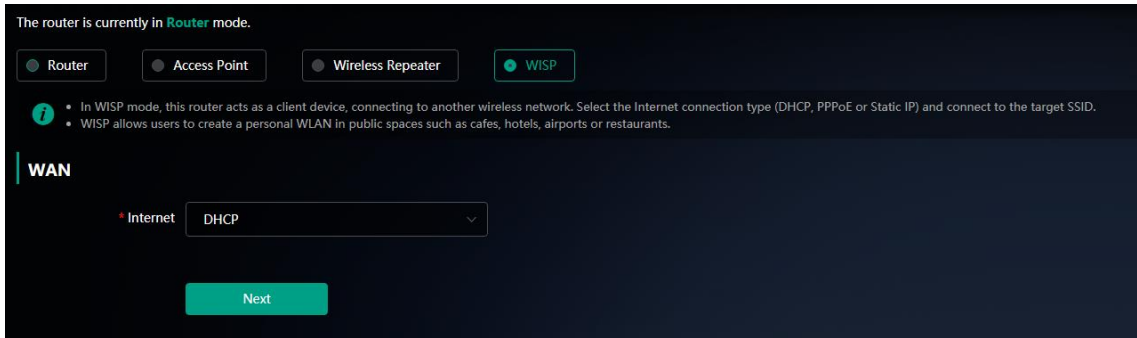 The router is currently in Router mode.
Router Access Point Wireless Repeater WISP
• In WISP mode, this router acts as a client device, connecting to another wireless network. Select the Internet connection type (DHCP, PPPoE or Static IP) and connect to the target SSID.
• WISP allows users to create a personal WLAN in public spaces such as cafes, hotels, airports or restaurants.
WAN
* Internet DHCP
Next